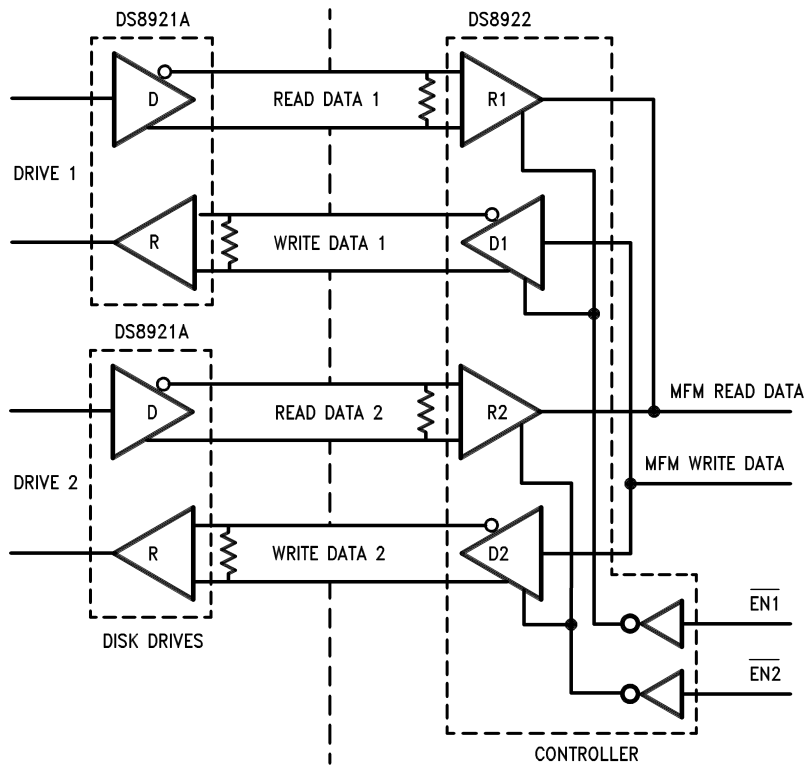 DS8921A
DS8922
D
READ DATA 1
R1
DRIVE 1
R
WRITE DATA 1
D1
DS8921A
D
READ DATA 2
R2
MFM READ DATA
MFM WRITE DATA
DRIVE 2
R
WRITE DATA 2
D2
EN1
DISK DRIVES
EN2
CONTROLLER